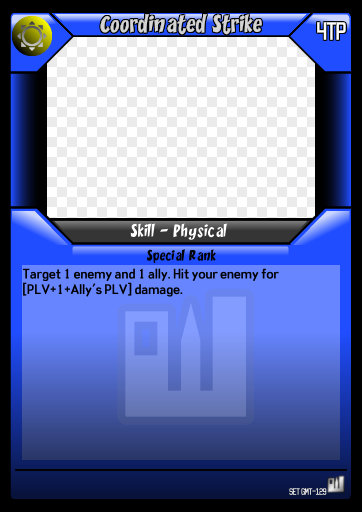 Coordinated Strike
4TP
Skill - Physical
Special Rank
Target 1 enemy and 1 ally. Hit your enemy for
[PLV+1+Ally's PLV] damage.
SET GMT-129